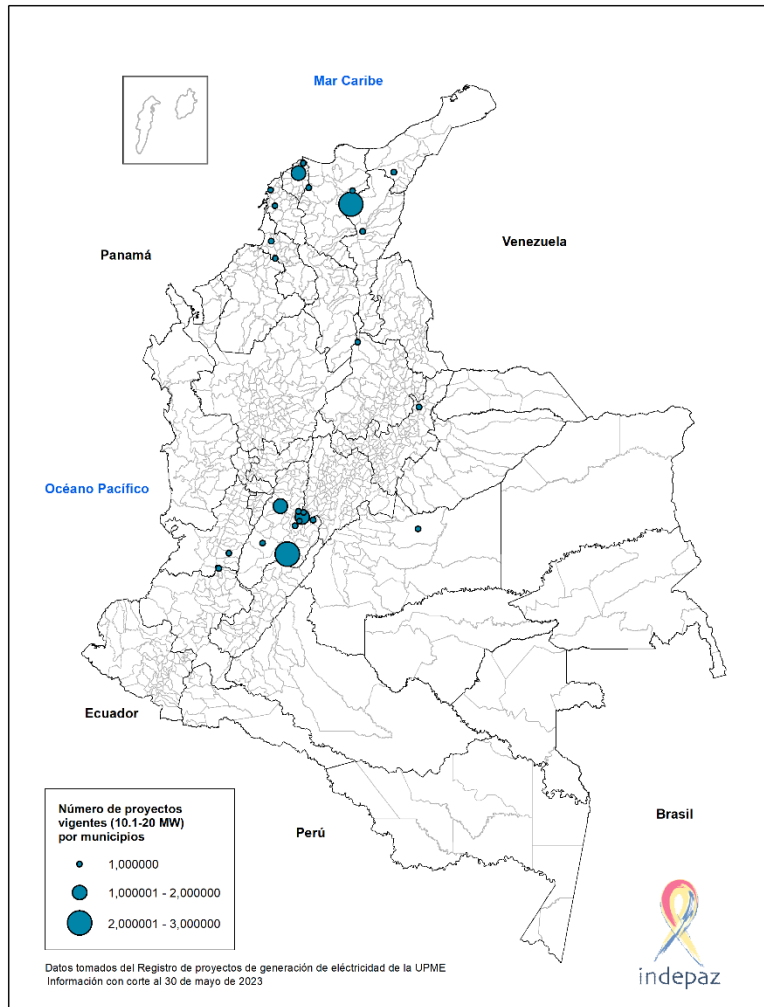 Mar Caribe
Panamá
Venezuela
Océano Pacífico
Ecuador
Perú
Brasil
Número de proyectos
vigentes (10.1-20 MW)
por municipios
1,000000
1,000001 - 2,000000
2,000001 - 3,000000
Datos tomados del Registro de proyectos de generación de eléctricidad de la UPME
Información con corte al 30 de mayo de 2023
indepaz